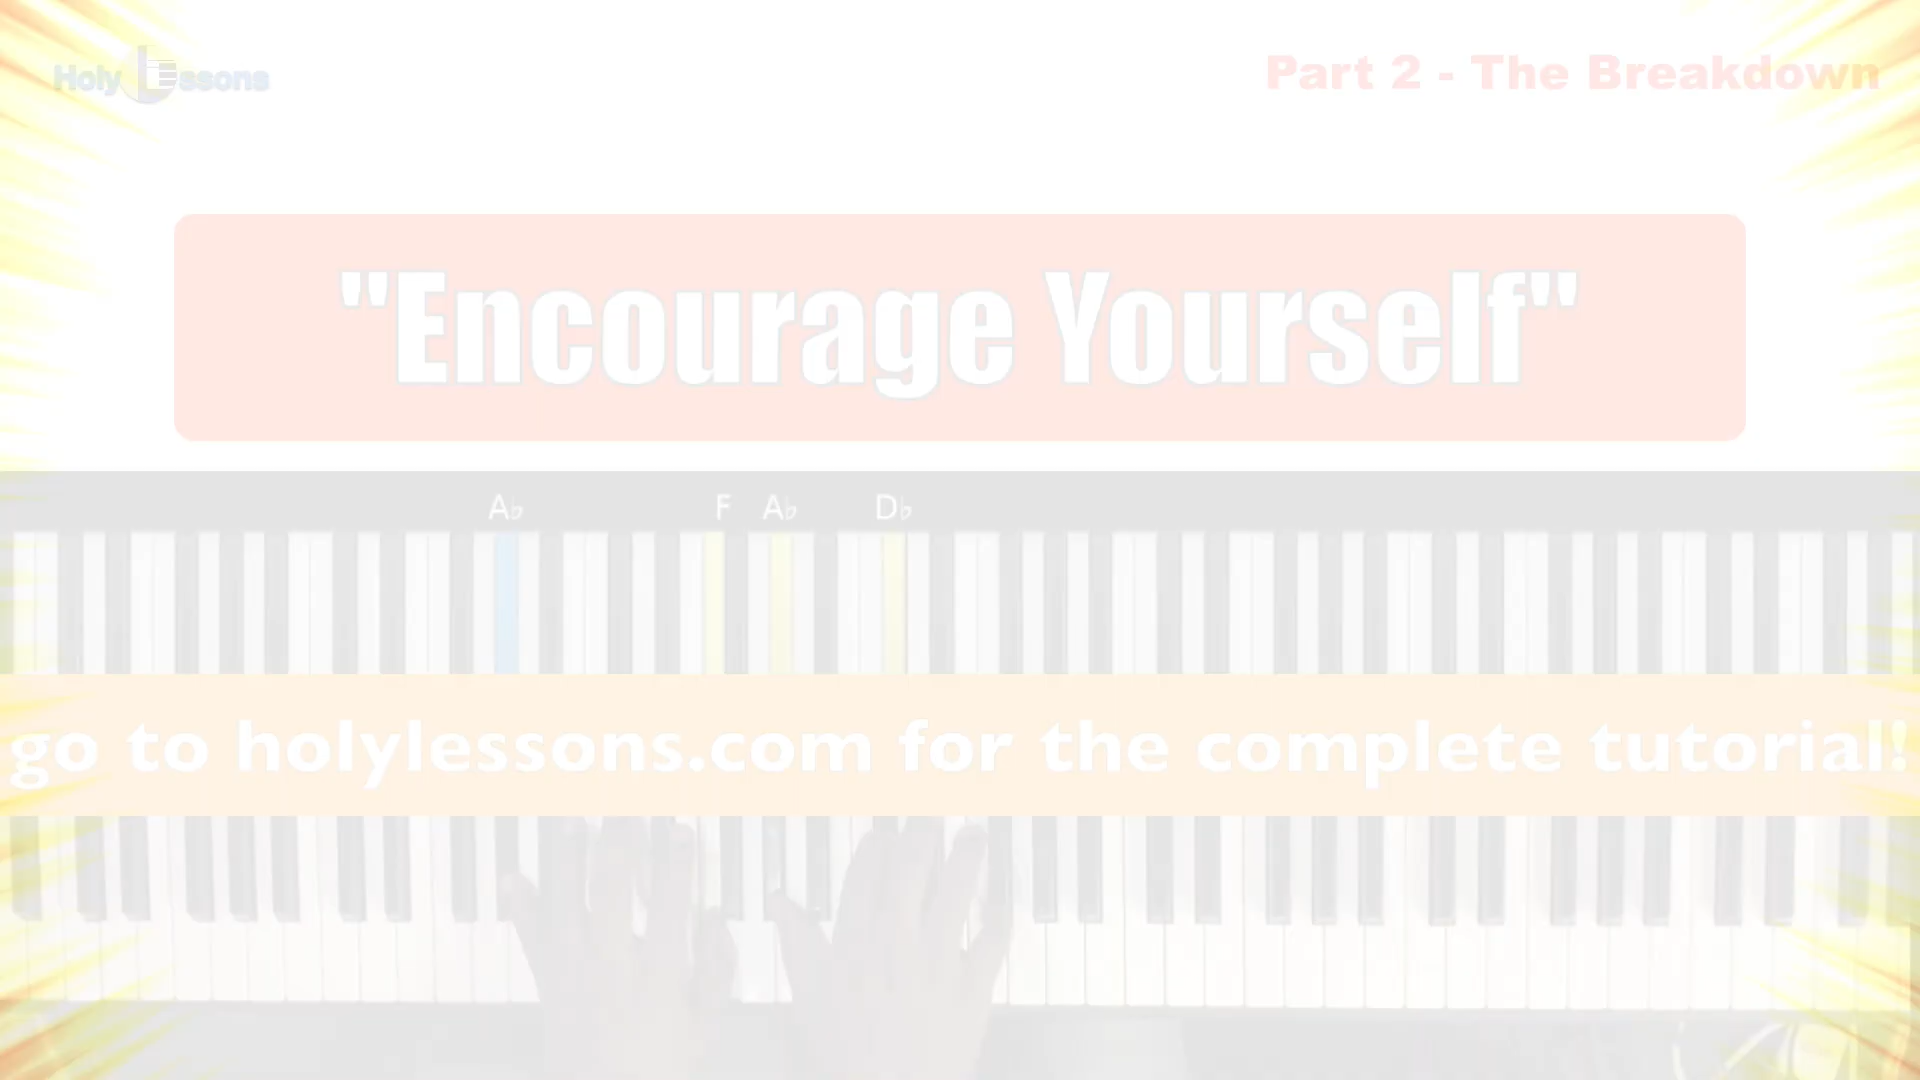 Holy Lessons
Part 2 - The Breakdown
"Encourage Yourself"
A♭ F A♭ D♭
go to holylessons.com for the complete tutorial!